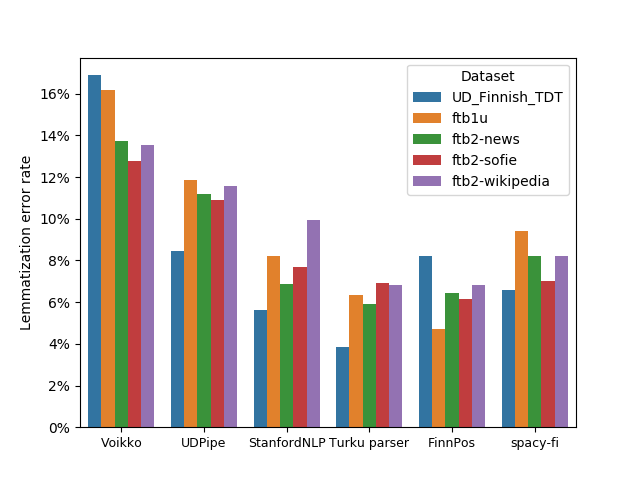 Lemmatization error rate
16%
14%
12%
10%
8%
6%
4%
2%
0%
Dataset
UD_Finnish_TDT
ftb1u
ftb2-news
ftb2-sofie
ftb2-wikipedia
Voikko UDPipe StanfordNLP Turku parser FinnPos spacy-fi